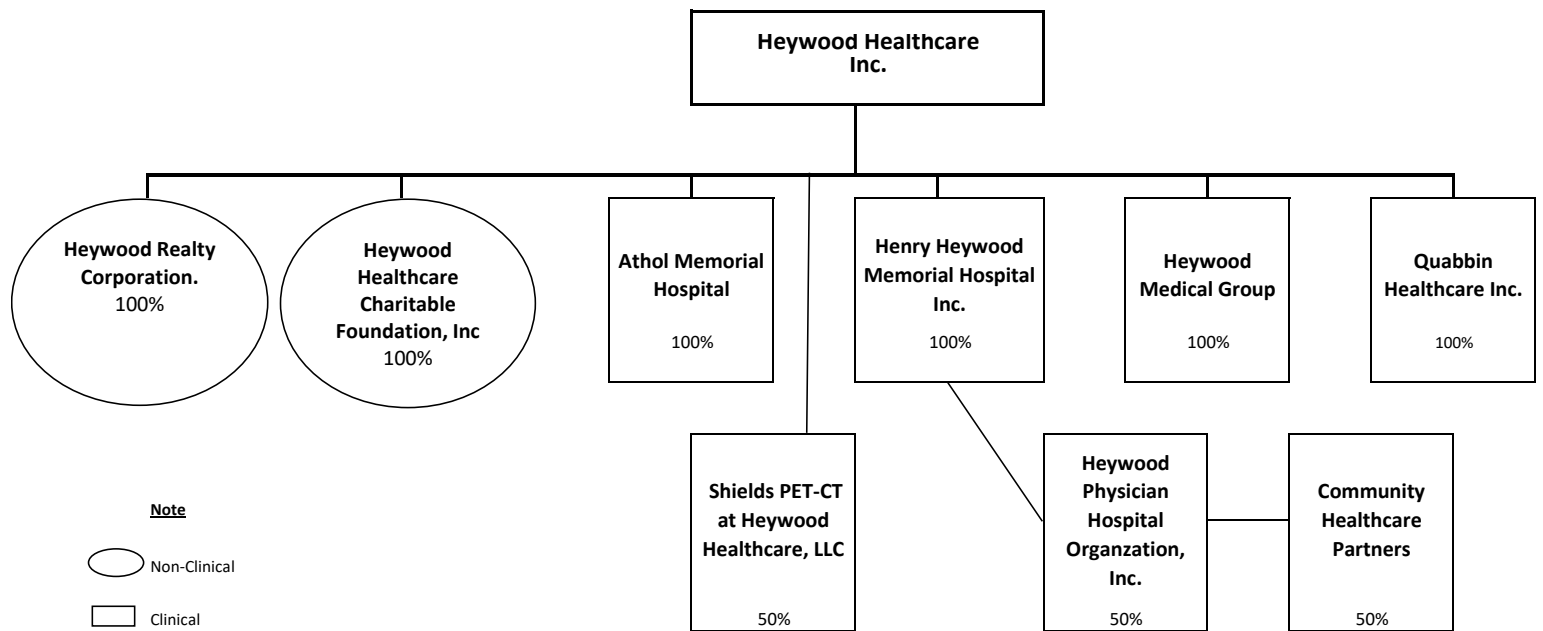 Heywood Healthcare
Inc.
Heywood Realty
Corporation.
100%
Heywood
Healthcare
Charitable
Foundation, Inc
100%
Athol Memorial
Hospital
100%
Henry Heywood
Memorial Hospital
Inc.
100%
Heywood
Medical Group
100%
Quabbin
Healthcare Inc.
100%
Shields PET-CT
at Heywood
Healthcare, LLC
50%
Heywood
Physician
Hospital
Organzation,
Inc.
50%
Community
Healthcare
Partners
50%
Note
Non-Clinical
Clinical